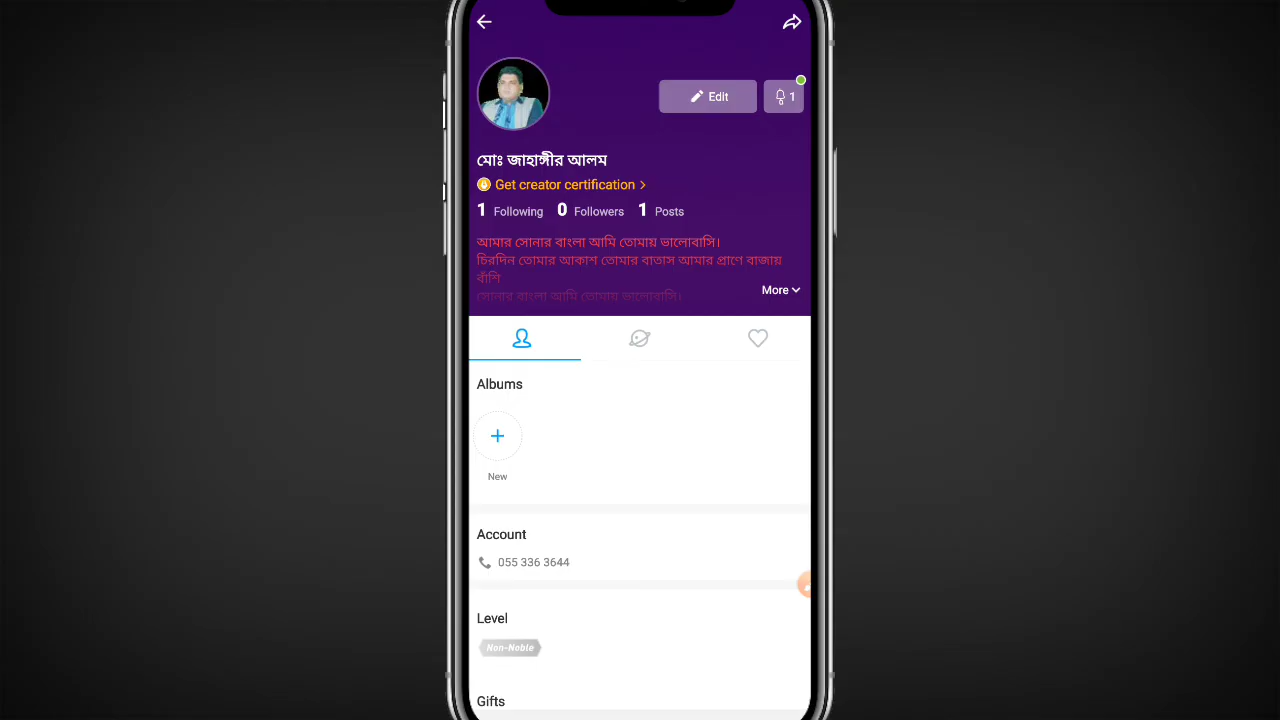 Edit
1
মোঃ জাহাঙ্গীর আলম
Get creator certification >
1 Following 0 Followers 1 Posts
আমার সোনার বাংলা আমি তোমায় ভালোবাসি।
চিরদিন তোমার আকাশ তোমার বাতাস আমার প্রাণে বাজায়
বাঁশি
সোনার বাংলা আমি তোমায় ভালোবাসি।
More
Albums
New
Account
055 336 3644
Level
Non-Noble
Gifts